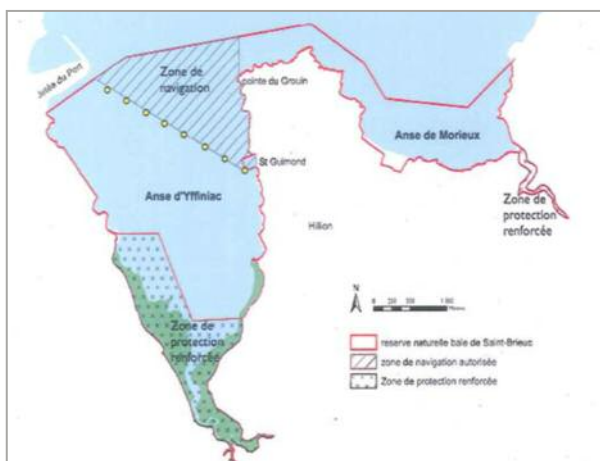 Jetée du Port
Zone de
navigation
pointe du Grouin
Anse de Morieux
St Guimond
Anse d'Yffiniac
Hillion
Zone de
protection
renforcée
Zone de
protection
renforcée
N
reserve naturelle baie de Saint-Brieuc
zone de navigation autorisée
Zone de protection renforcée